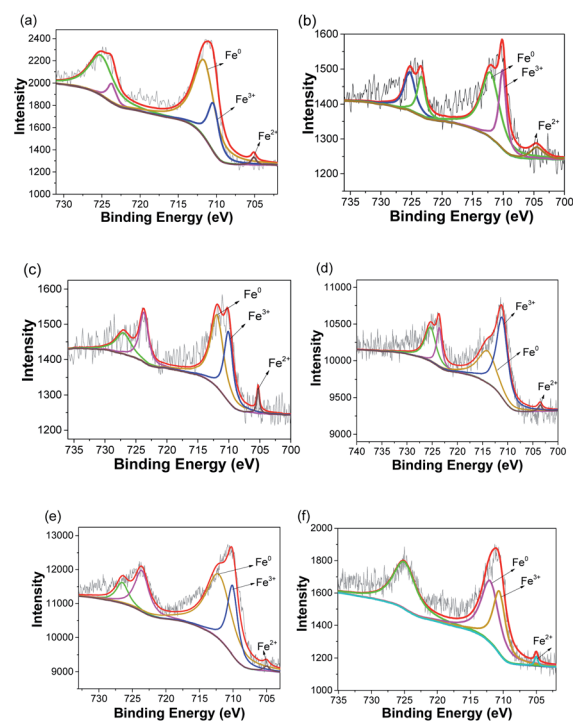 (a)
2400
2200
2000
1800
1600
1400
1200
1000
Intensity
730 725 720 715 710 705
Binding Energy (eV)
Fe0
Fe3+
Fe2+
(b)
1600
1500
1400
1300
1200
Intensity
735 730 725 720 715 710 705 700
Binding Energy (eV)
Fe0
Fe3+
Fe2+
(c)
1600
1500
1400
1300
1200
Intensity
735 730 725 720 715 710 705 700
Binding Energy (eV)
Fe0
Fe3+
Fe2+
(d)
11000
10500
10000
9500
9000
Intensity
740 735 730 725 720 715 710 705 700
Binding Energy (eV)
Fe3+
Fe0
Fe2+
(e)
13000
12000
11000
10000
9000
Intensity
730 725 720 715 710 705
Binding Energy (eV)
Fe0
Fe3+
Fe2+
(f)
2000
1800
1600
1400
1200
1000
Intensity
735 730 725 720 715 710 705
Binding Energy (eV)
Fe0
Fe3+
Fe2+